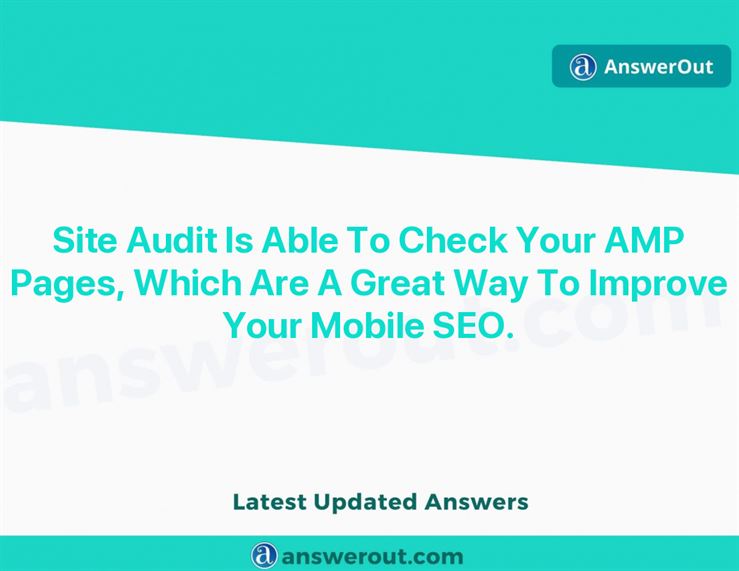 AnswerOut
Site Audit Is Able To Check Your AMP
Pages, Which Are A Great Way To Improve
Your Mobile SEO.
answerout.com
Latest Updated Answers
answerout.com